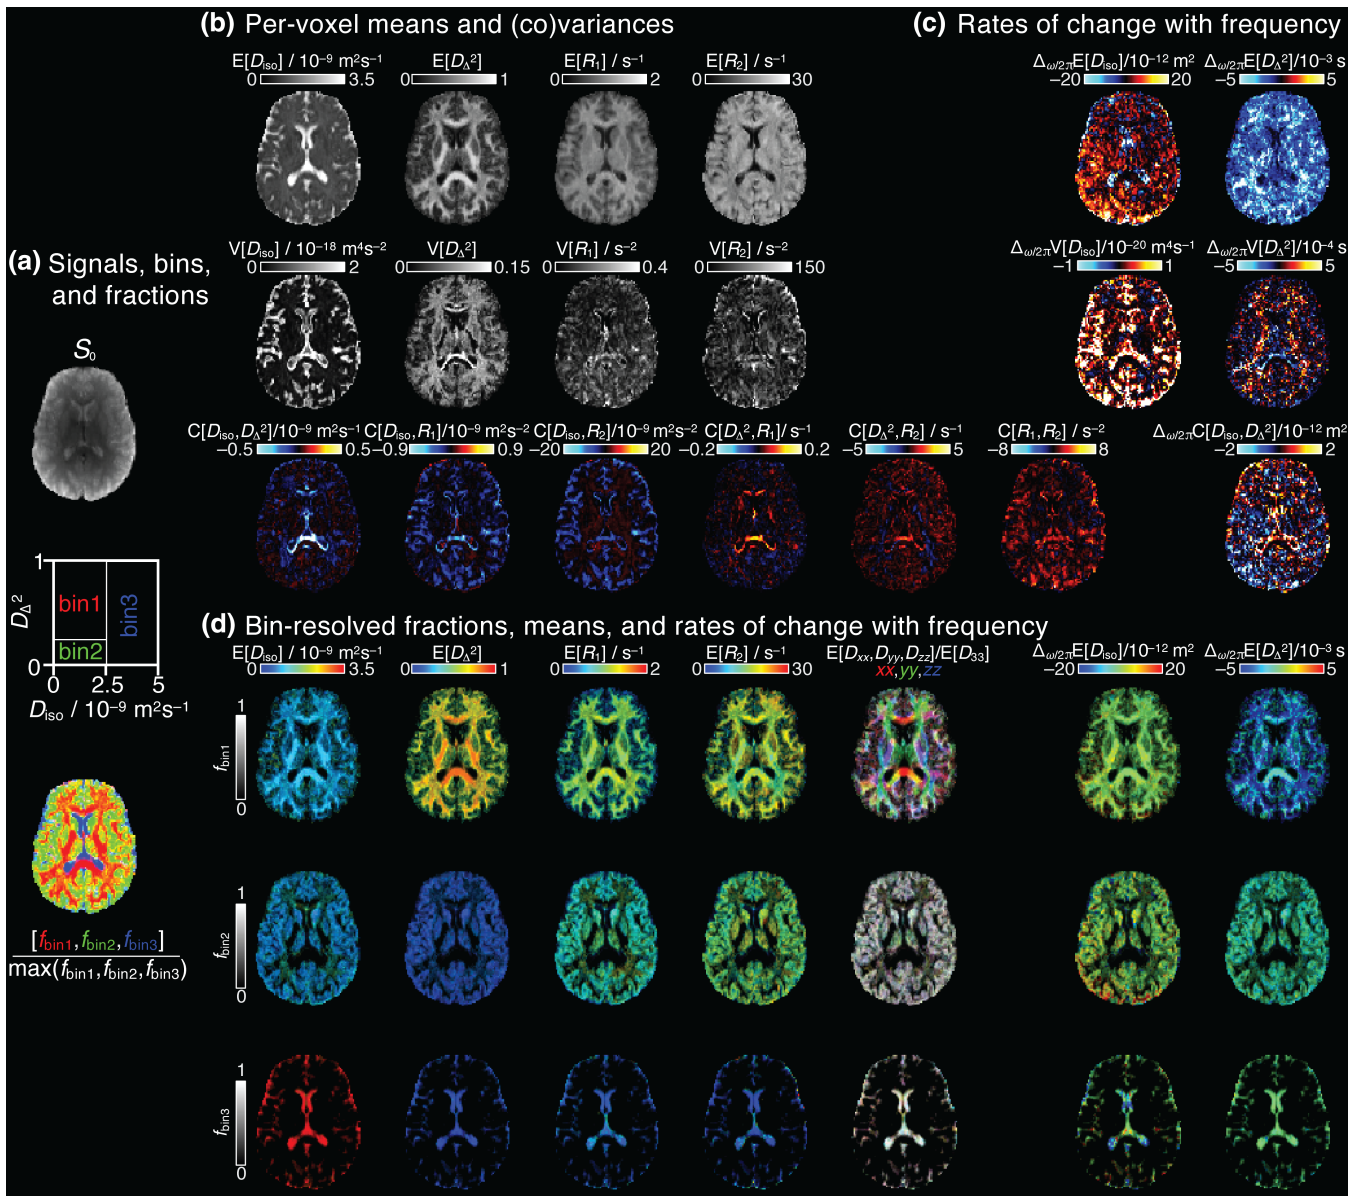 (b) Per-voxel means and (co)variances
(c) Rates of change with frequency
E[Diso] / 10−9 m2s−1
0 3.5
E[DΔ2]
0 1
E[R1] / s−1
0 2
E[R2] / s−1
0 30
Δω/2πE[Diso]/10−12 m2
−20 20
Δω/2πE[DΔ2]/10−3 s
−5 5
V[Diso] / 10−18 m4s−2
0 2
V[DΔ2]
0 0.15
V[R1] / s−2
0 0.4
V[R2] / s−2
0 150
Δω/2πV[Diso]/10−20 m4s−1
−1 1
Δω/2πV[DΔ2]/10−4 s
−5 5
(a) Signals, bins,
and fractions
S0
C[Diso,DΔ2]/10−9 m2s−1
−0.5 0.5
C[Diso,R1]/10−9 m2s−2
−0.9 0.9
C[Diso,R2]/10−9 m2s−2
−20 20
C[DΔ2,R1]/ s−1
−0.2 0.2
C[DΔ2,R2] / s−1
−5 5
C[R1,R2] / s−2
−8 8
Δω/2πC[Diso,DΔ2]/10−12 m2
−2 2
1
DΔ2
bin1
bin2
bin3
0
0 2.5 5
Diso / 10−9 m2s−1
[fbin1,fbin2,fbin3]
max(fbin1,fbin2,fbin3)
(d) Bin-resolved fractions, means, and rates of change with frequency
E[Diso] / 10−9 m2s−1
0 3.5
E[DΔ2]
0 1
E[R1] / s−1
0 2
E[R2] / s−1
0 30
E[Dxx,Dyy,Dzz]/E[D33]
xx,yy,zz
Δω/2πE[Diso]/10−12 m2
−20 20
Δω/2πE[DΔ2]/10−3 s
−5 5
1
fbin1
0
1
fbin2
0
1
fbin3
0